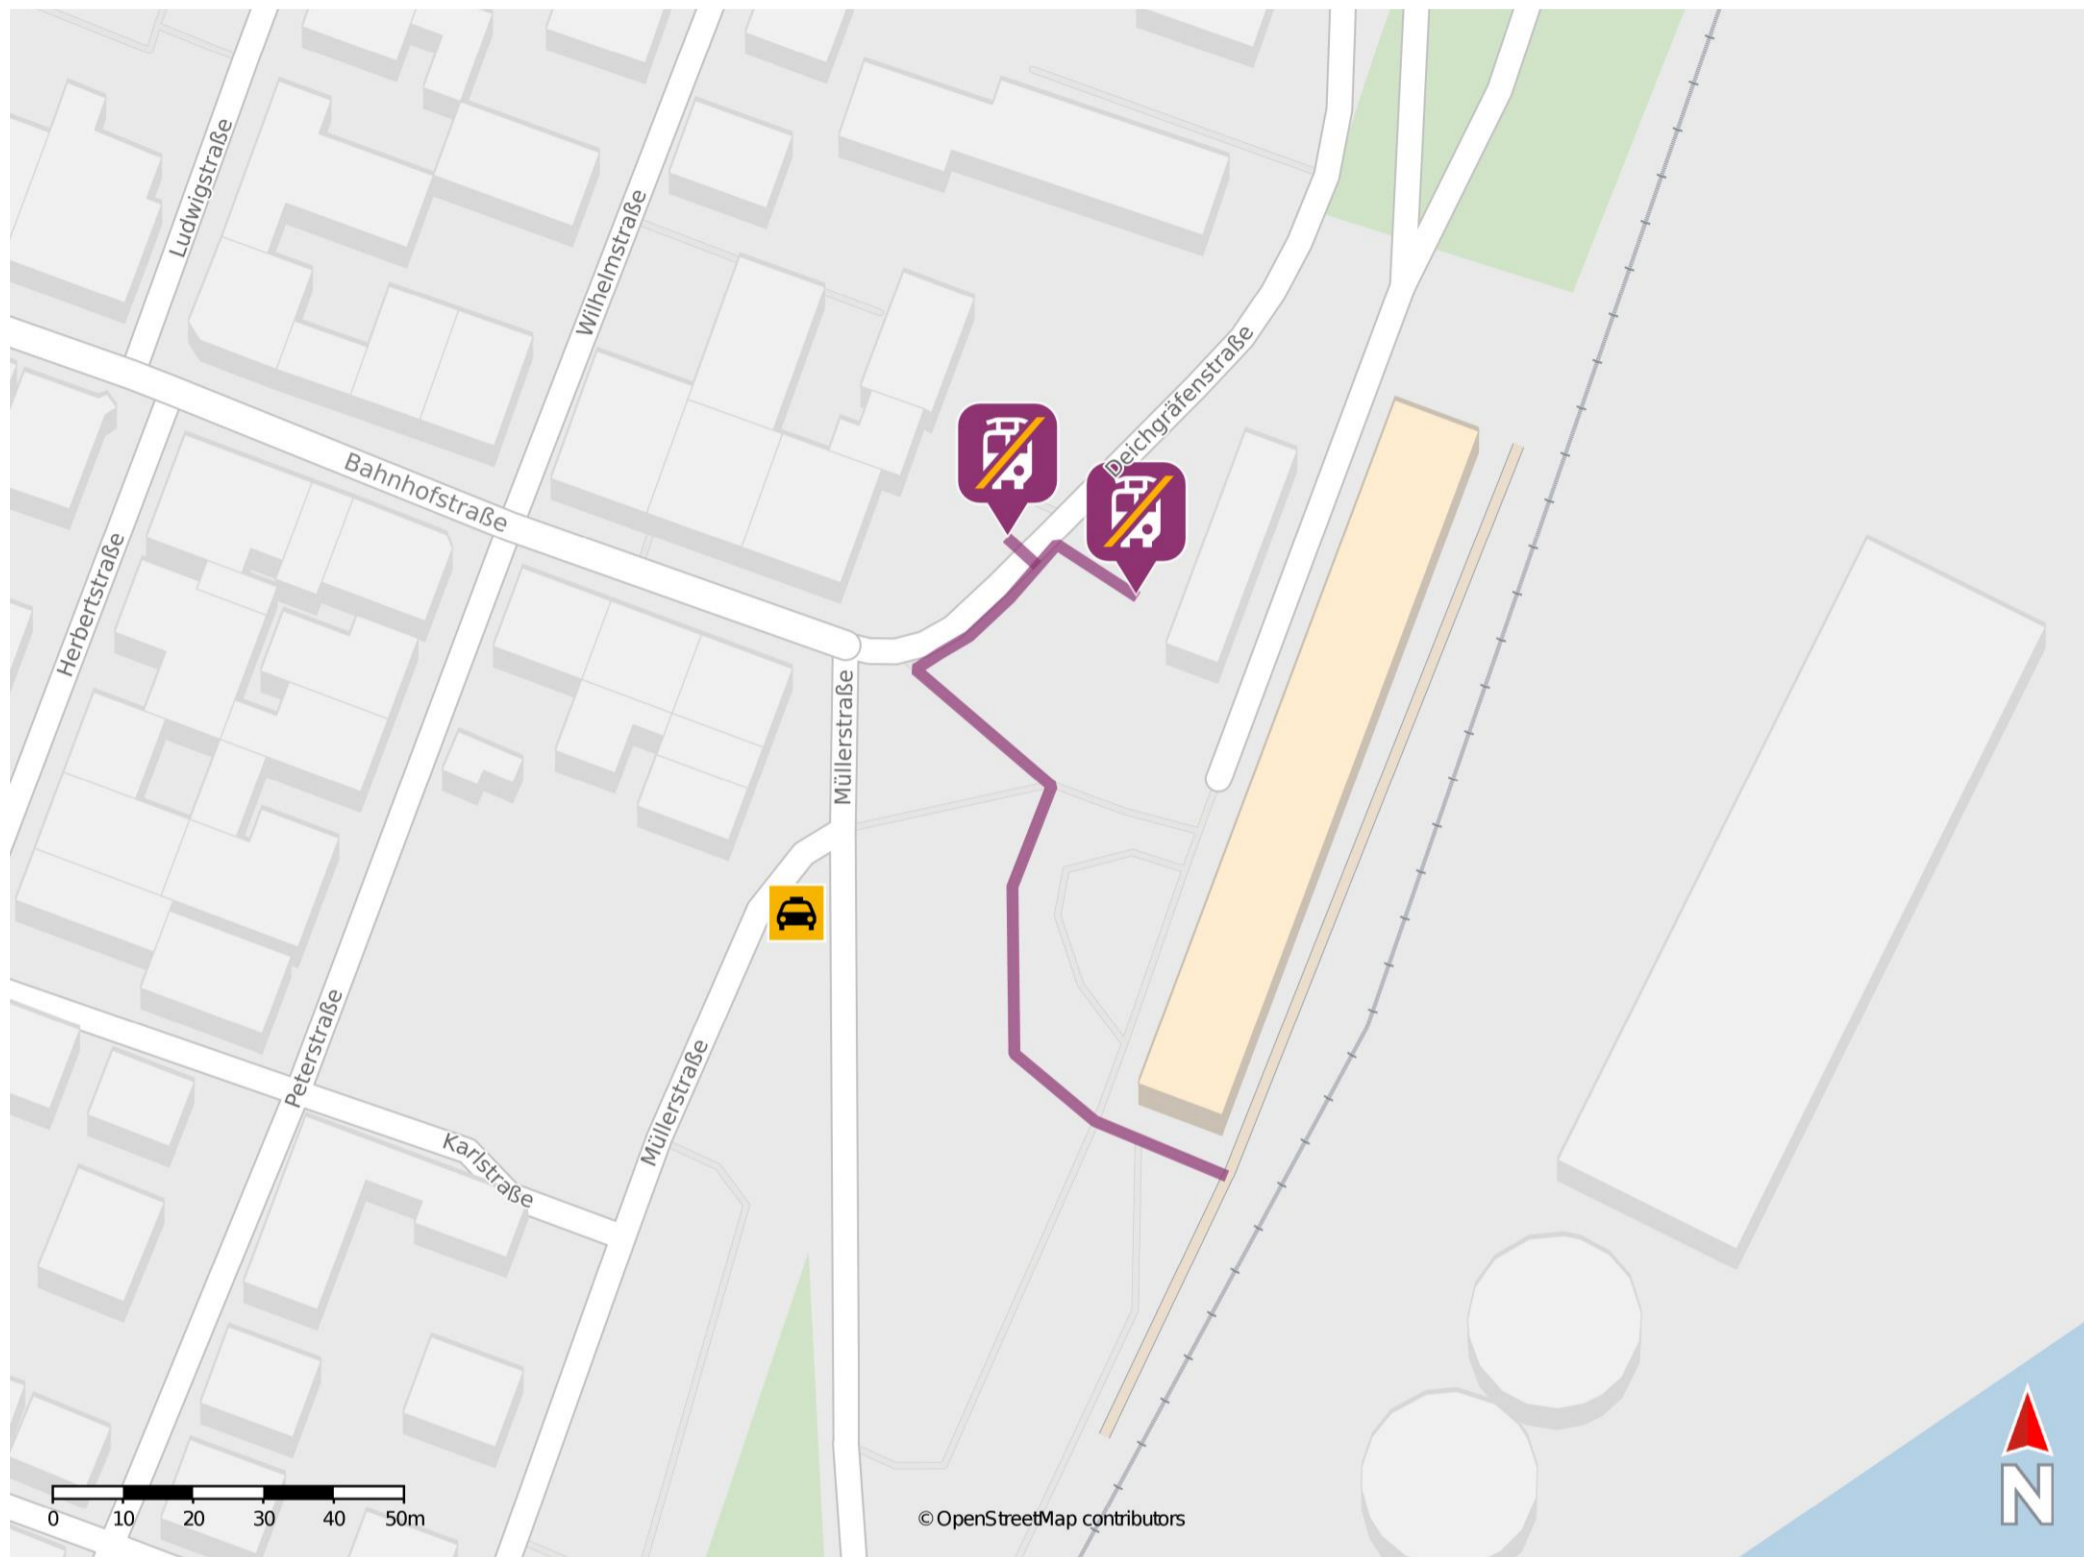 Ludwigstraße
Wilhelmstraße
Deichgräfenstraße
Bahnhofstraße
Herbertstraße
Müllerstraße
Peterstraße
Müllerstraße
Karlstraße
0 10 20 30 40 50m
© OpenStreetMap contributors
N